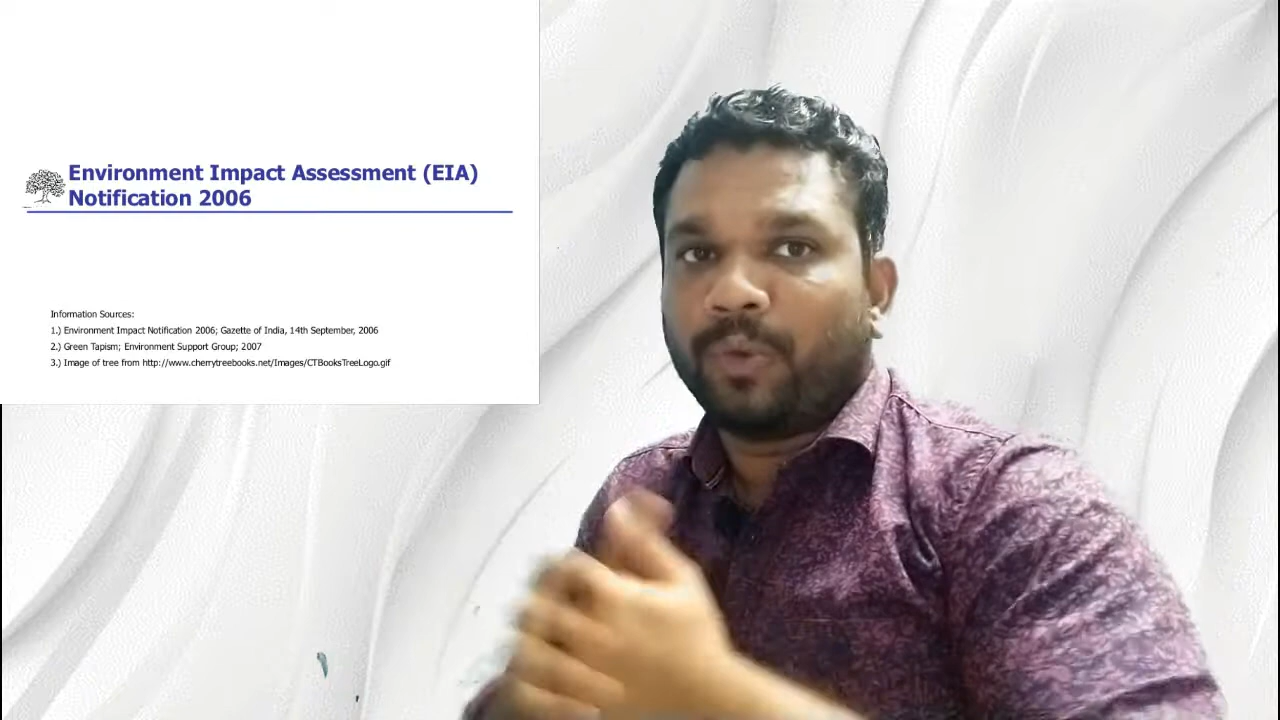 Environment Impact Assessment (EIA)
Notification 2006
Information Sources:
1.) Environment Impact Notification 2006; Gazette of India, 14th September, 2006
2.) Green Tapism; Environment Support Group; 2007
3.) Image of tree from http://www.cherrytreebooks.net/Images/CTBooksTreeLogo.gif